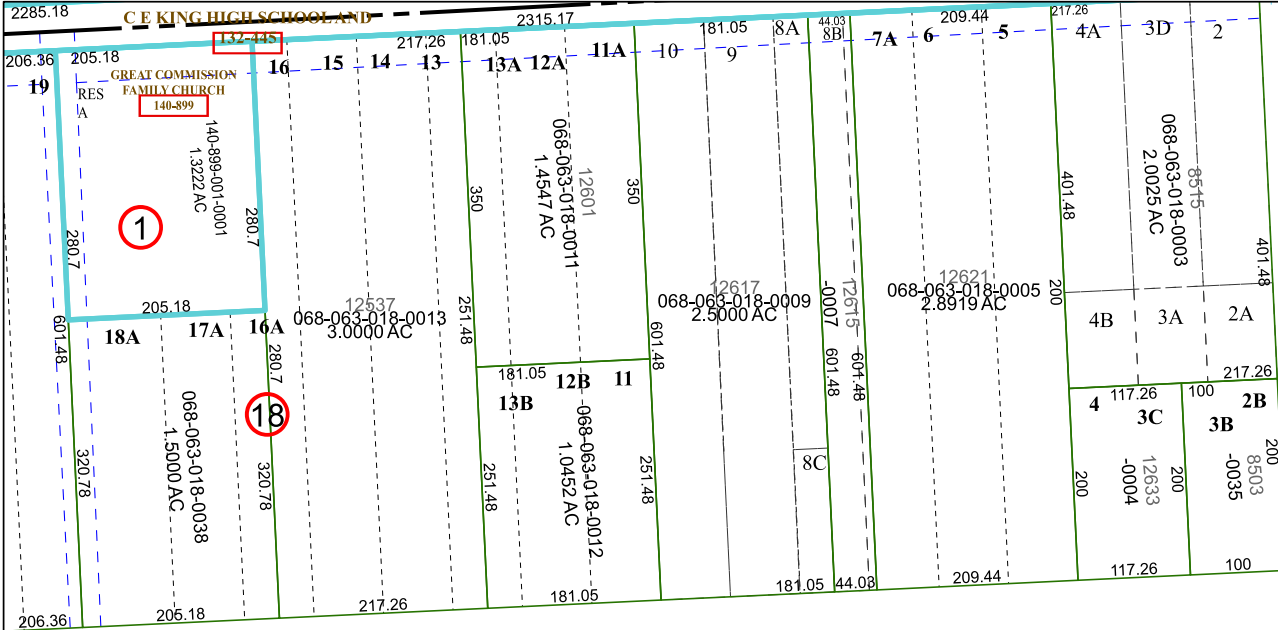 2285.18
C E KING HIGH SCHOOLAND
132-445
2315.17
206.36
205.18
217.26
181.05
181.05
8A
44.03
8B
209.44
217.26
19
16
15
14
13
13A
12A
11A
10
9
7A
6
5
4A
3D
2
GREAT COMMISSION
FAMILY CHURCH
140-899
RES
A
140-899-001-0001
1.3222 AC
1
280.7
280.7
205.18
601.48
18A
17A
16A
280.7
18
068-063-018-0038
1.5000 AC
320.78
320.78
206.36
205.18
12537
068-063-018-0013
3.0000 AC
217.26
350
251.48
12601
068-063-018-0011
1.4547 AC
350
601.48
181.05
12B
11
13B
068-063-018-0012
1.0452 AC
251.48
251.48
181.05
12617
068-063-018-0009
2.5000 AC
8C
181.05
-0007
12615
601.48
601.48
44.03
12621
068-063-018-0005
2.8919 AC
209.44
401.48
200
8515
068-063-018-0003
2.0025 AC
401.48
4B
3A
2A
217.26
117.26
100
4
3C
3B
2B
200
12633
-0004
200
8503
-0035
200
117.26
100